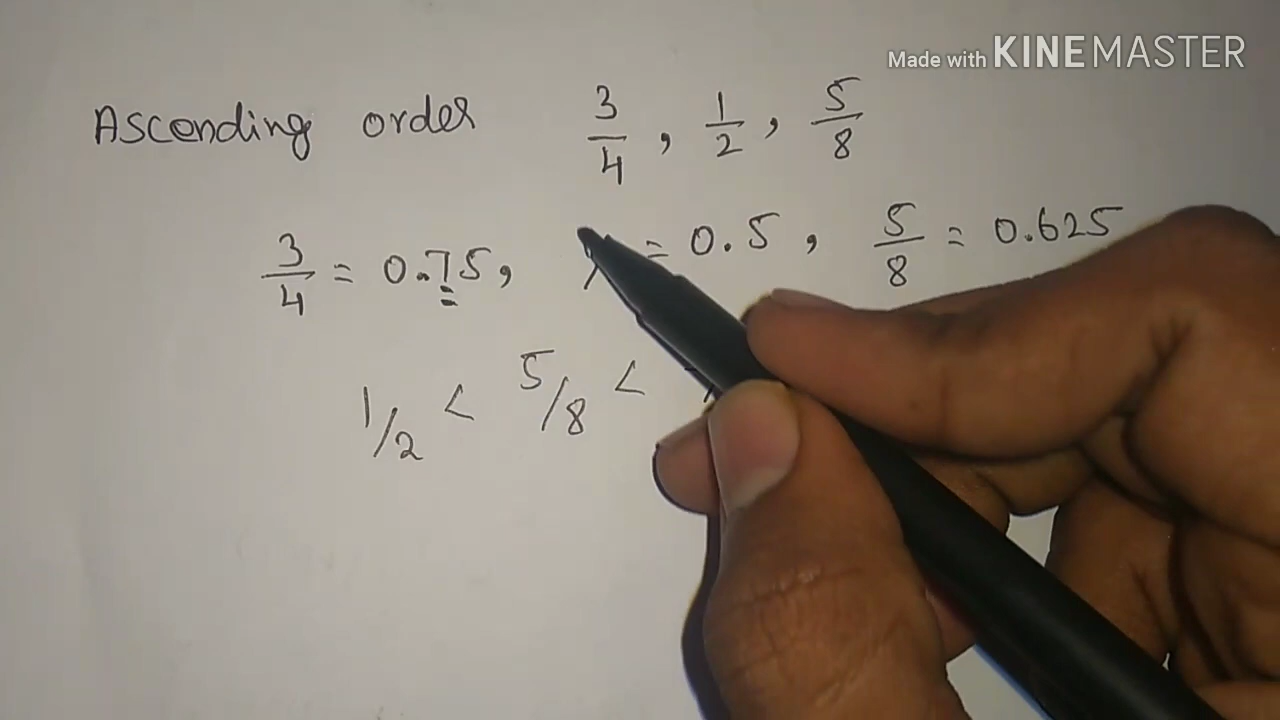 Made with KINEMASTER
Ascending order 3/4, 1/2, 5/8
3/4 = 0.75, = 0.5, 5/8 = 0.625
1/2 < 5/8 <